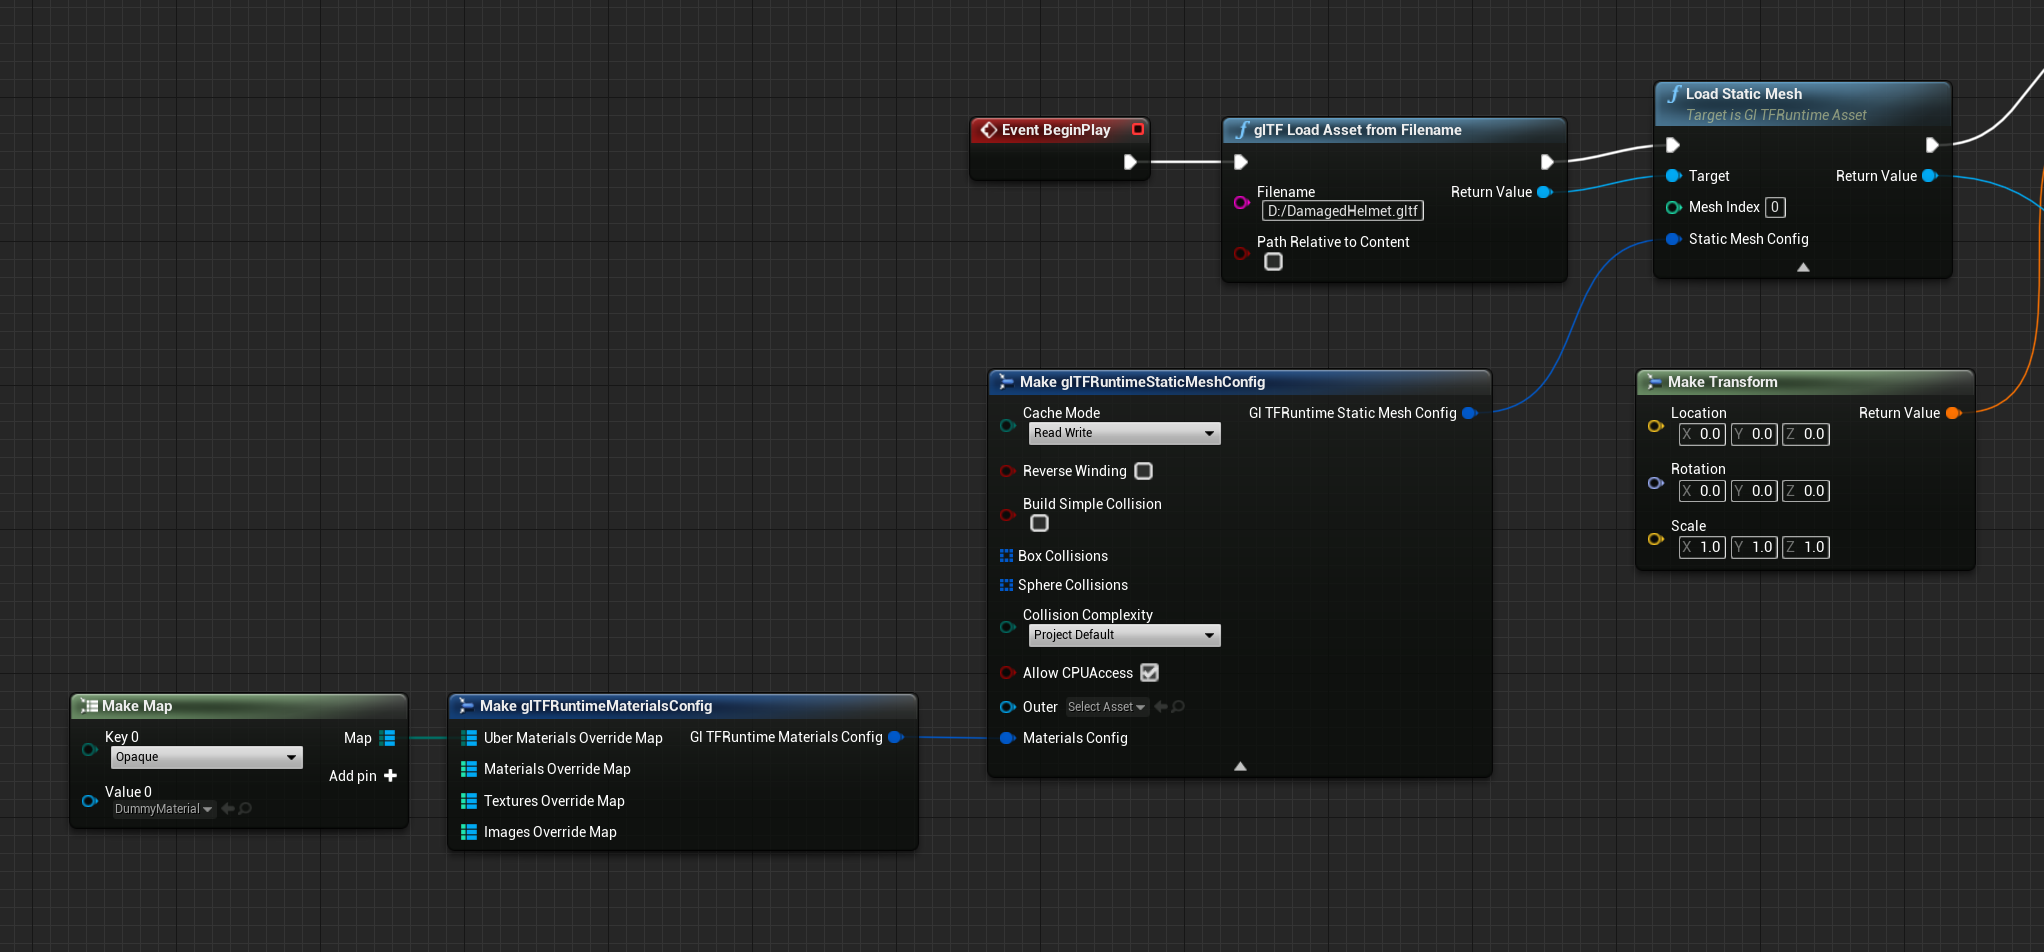 Event BeginPlay
glTF Load Asset from Filename
Filename
D:/DamagedHelmet.gltf
Return Value
Path Relative to Content
Load Static Mesh
Target is Gl TFRuntime Asset
Target
Return Value
Mesh Index 0
Static Mesh Config
Make glTFRuntimeStaticMeshConfig
Cache Mode
Read Write
Gl TFRuntime Static Mesh Config
Reverse Winding
Build Simple Collision
Box Collisions
Sphere Collisions
Collision Complexity
Project Default
Allow CPUAccess
Outer Select Asset
Materials Config
Make Transform
Location
X 0.0 Y 0.0 Z 0.0
Return Value
Rotation
X 0.0 Y 0.0 Z 0.0
Scale
X 1.0 Y 1.0 Z 1.0
Make Map
Key 0
Opaque
Map
Add pin
Value 0
DummyMaterial
Make glTFRuntimeMaterialsConfig
Uber Materials Override Map
Gl TFRuntime Materials Config
Materials Override Map
Textures Override Map
Images Override Map